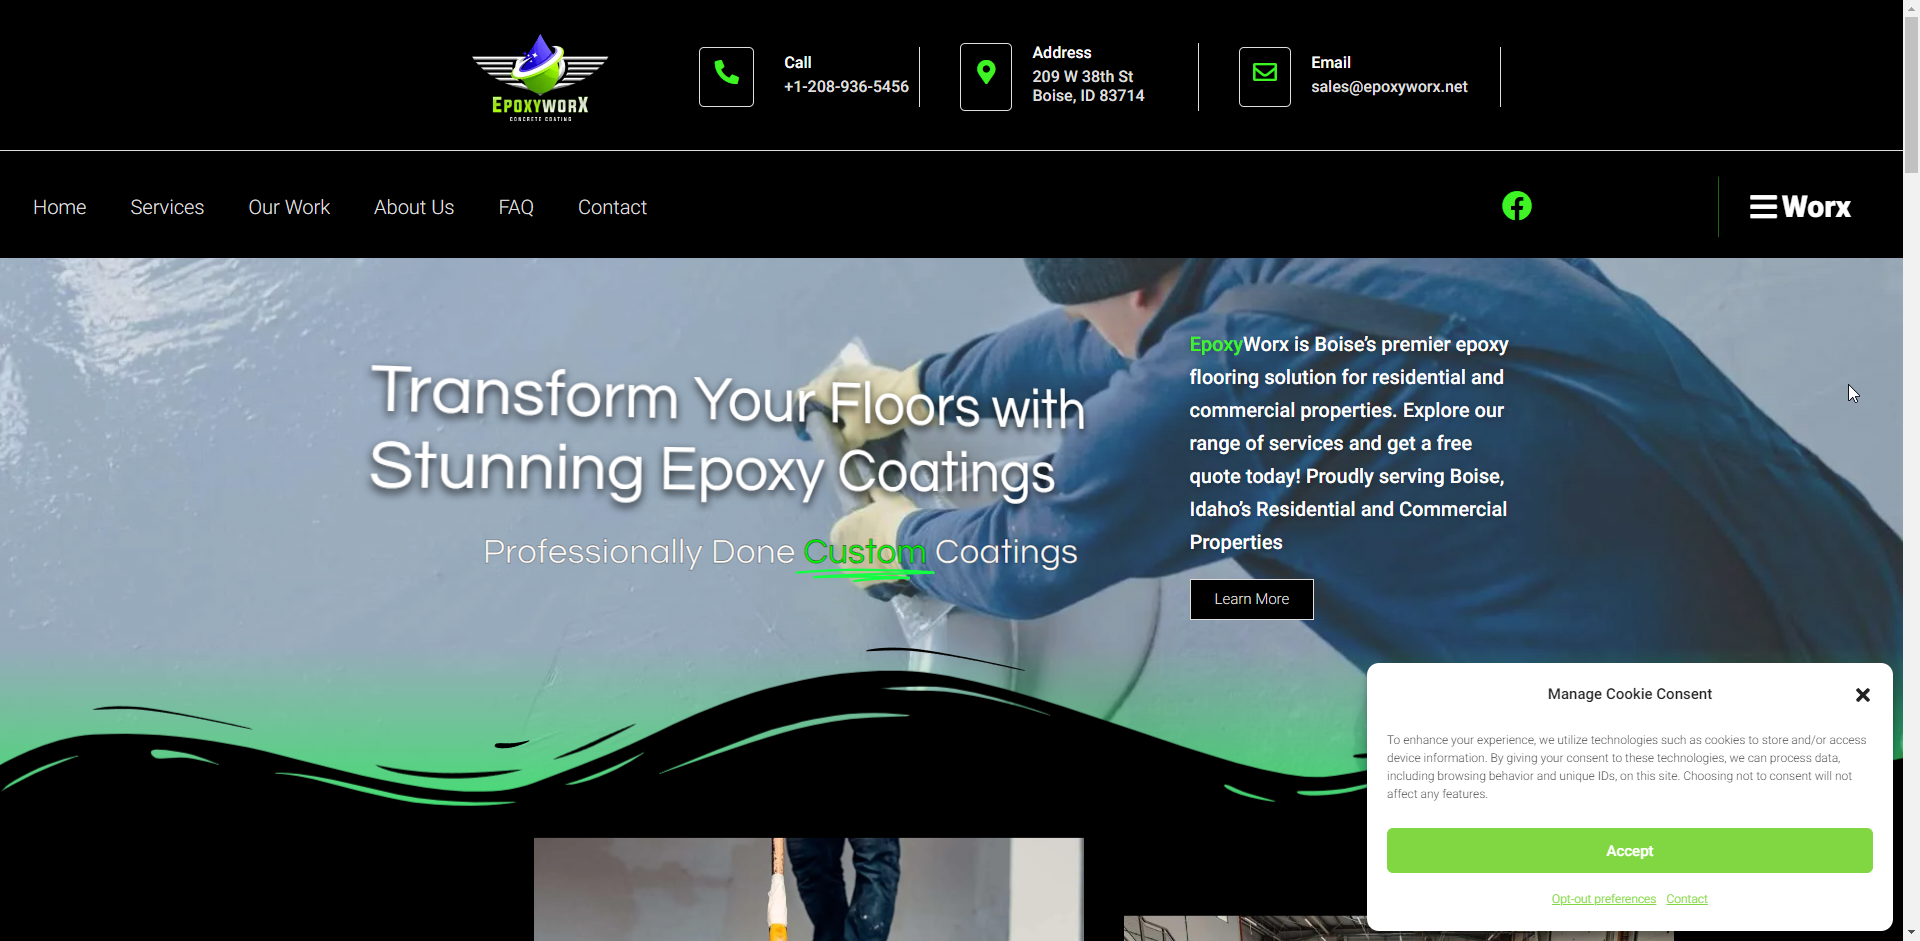 EPOXYWORX
CONCRETE COATING
Call
+1-208-936-5456
Address
209 W 38th St
Boise, ID 83714
Email
sales@epoxyworx.net
Home
Services
Our Work
About Us
FAQ
Contact
Worx
Transform Your Floors with
Stunning Epoxy Coatings
Professionally Done Custom Coatings
EpoxyWorx is Boise’s premier epoxy
flooring solution for residential and
commercial properties. Explore our
range of services and get a free
quote today! Proudly serving Boise,
Idaho’s Residential and Commercial
Properties
Learn More
Manage Cookie Consent
To enhance your experience, we utilize technologies such as cookies to store and/or access
device information. By giving your consent to these technologies, we can process data,
including browsing behavior and unique IDs, on this site. Choosing not to consent will not
affect any features.
Accept
Opt-out preferences
Contact